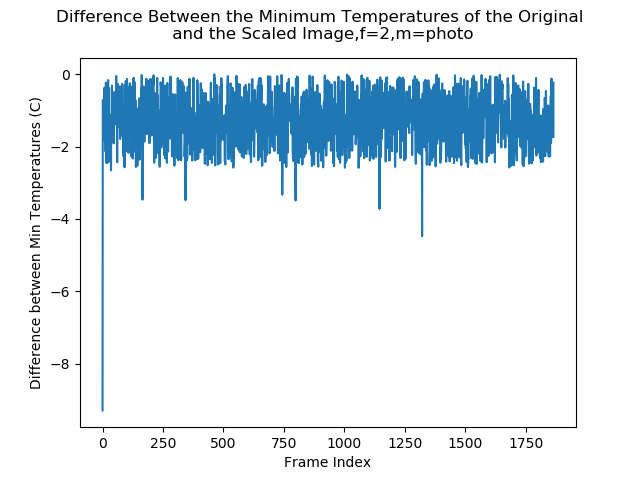 Difference Between the Minimum Temperatures of the Original
and the Scaled Image,f=2,m=photo
0
−2
−4
−6
−8
Difference between Min Temperatures (C)
0 250 500 750 1000 1250 1500 1750
Frame Index